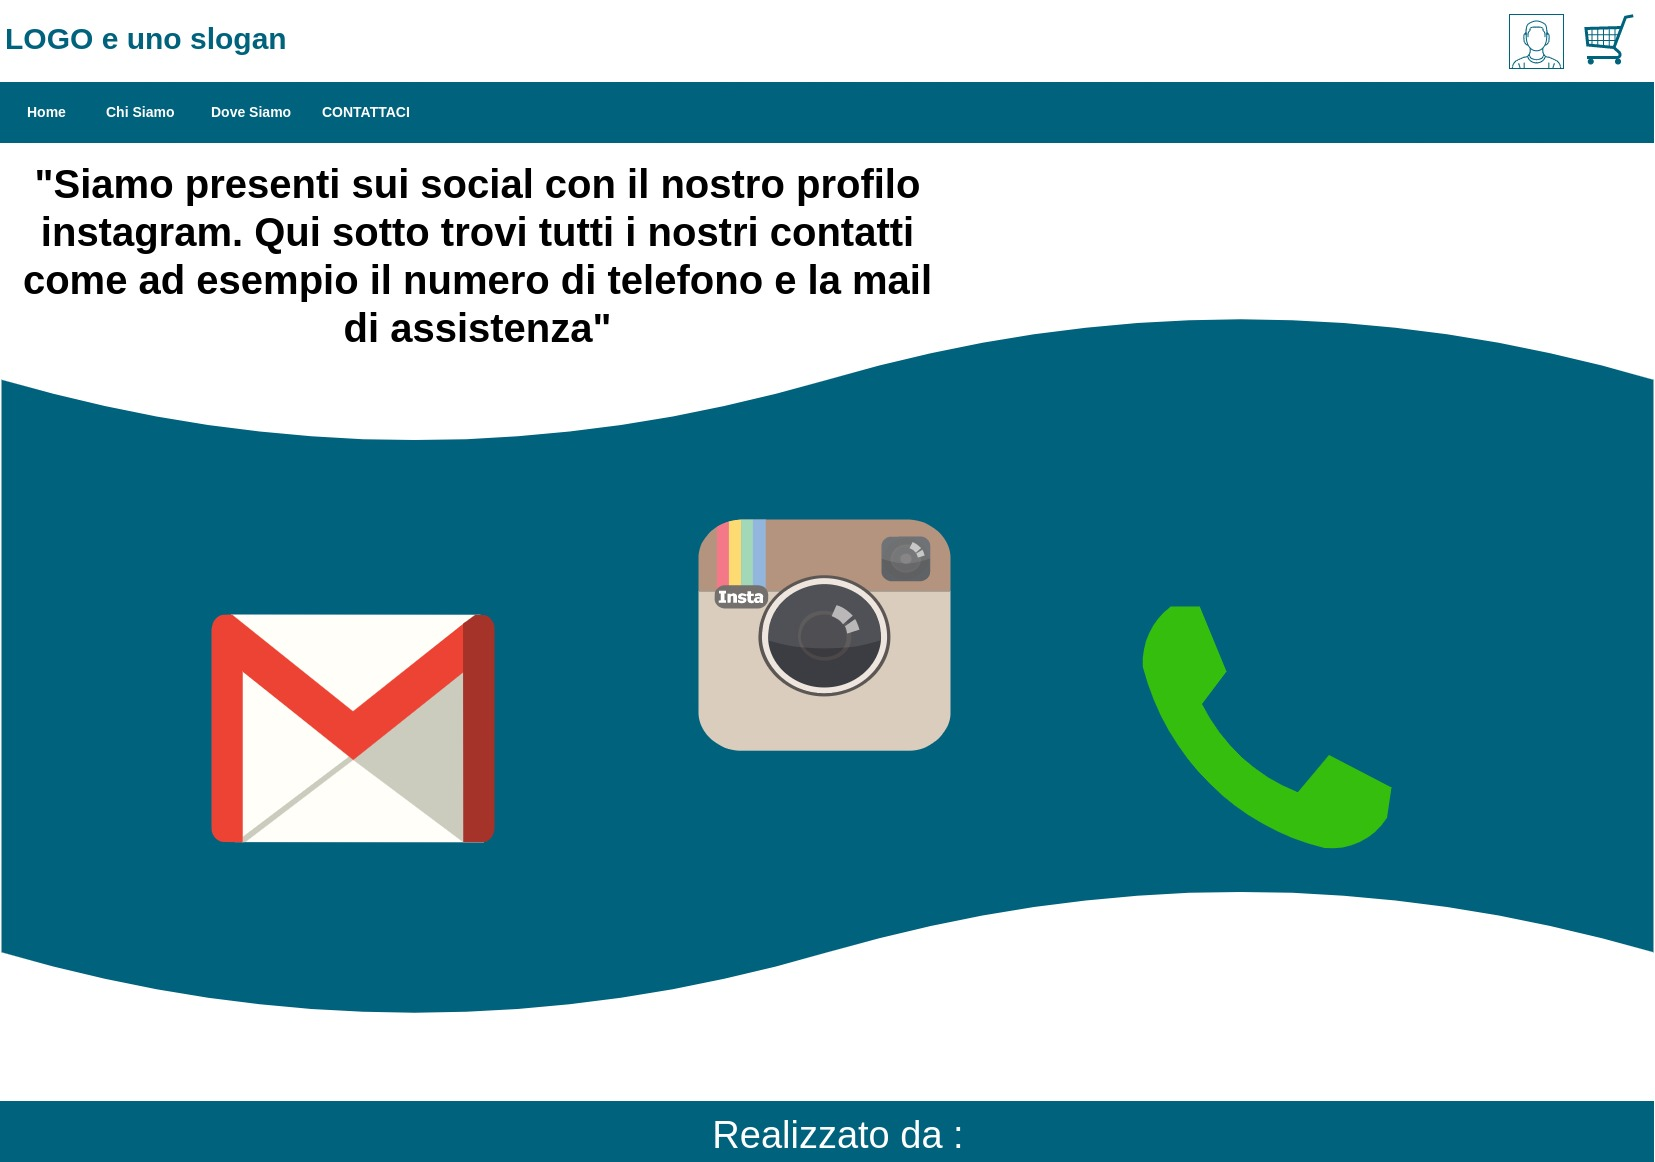 LOGO e uno slogan
Home Chi Siamo Dove Siamo CONTATTACI
"Siamo presenti sui social con il nostro profilo
instagram. Qui sotto trovi tutti i nostri contatti
come ad esempio il numero di telefono e la mail
di assistenza"
Insta
Realizzato da :